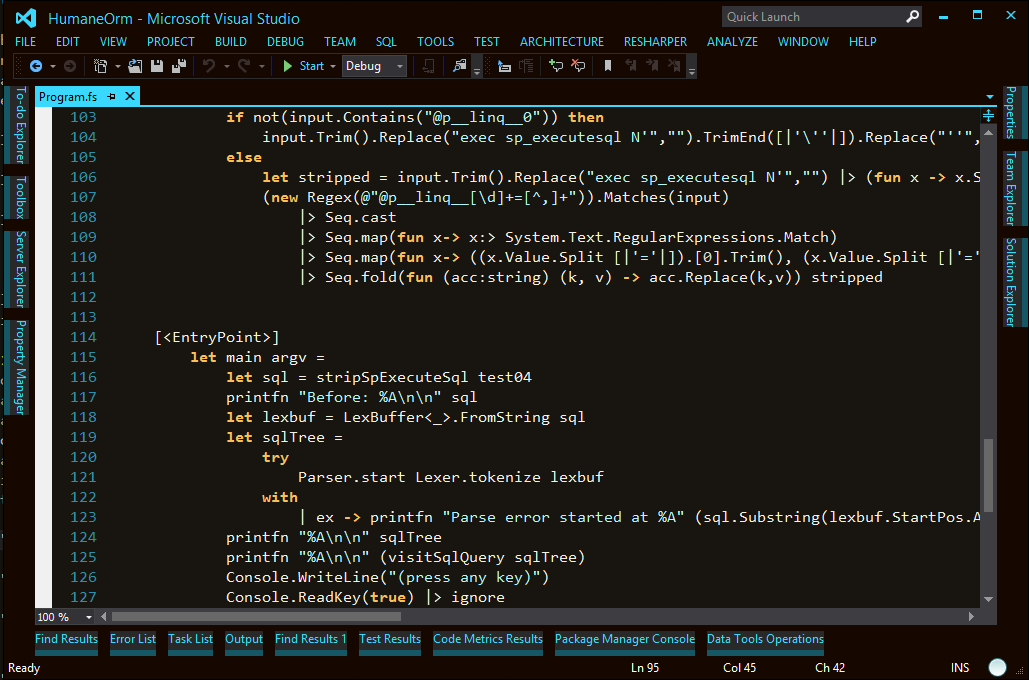 HumaneOrm - Microsoft Visual Studio
Quick Launch
FILE EDIT VIEW PROJECT BUILD DEBUG TEAM SQL TOOLS TEST ARCHITECTURE RESHARPER ANALYZE WINDOW HELP
Start Debug
Program.fs
To-do Explorer
Toolbox
Server Explorer
Property Manager
103 if not(input.Contains("@p__linq__0")) then
104 input.Trim().Replace("exec sp_executesql N'","").TrimEnd([|'\''|]).Replace("''",
105 else
106 let stripped = input.Trim().Replace("exec sp_executesql N'","") |> (fun x -> x.S
107 (new Regex(@"@p__linq__[\d]+=[^,]+")).Matches(input)
108 |> Seq.cast
109 |> Seq.map(fun x-> x:> System.Text.RegularExpressions.Match)
110 |> Seq.map(fun x-> ((x.Value.Split [|'='|]).[0].Trim(), (x.Value.Split [|'='
111 |> Seq.fold(fun (acc:string) (k, v) -> acc.Replace(k,v)) stripped
112
113
114 [<EntryPoint>]
115 let main argv =
116 let sql = stripSpExecuteSql test04
117 printfn "Before: %A\n\n" sql
118 let lexbuf = LexBuffer<_>.FromString sql
119 let sqlTree =
120 try
121 Parser.start Lexer.tokenize lexbuf
122 with
123 | ex -> printfn "Parse error started at %A" (sql.Substring(lexbuf.StartPos.A
124 printfn "%A\n\n" sqlTree
125 printfn "%A\n\n" (visitSqlQuery sqlTree)
126 Console.WriteLine("(press any key)")
127 Console.ReadKey(true) |> ignore
Properties
Team Explorer
Solution Explorer
100 %
Find Results Error List Task List Output Find Results 1 Test Results Code Metrics Results Package Manager Console Data Tools Operations
Ready Ln 95 Col 45 Ch 42 INS